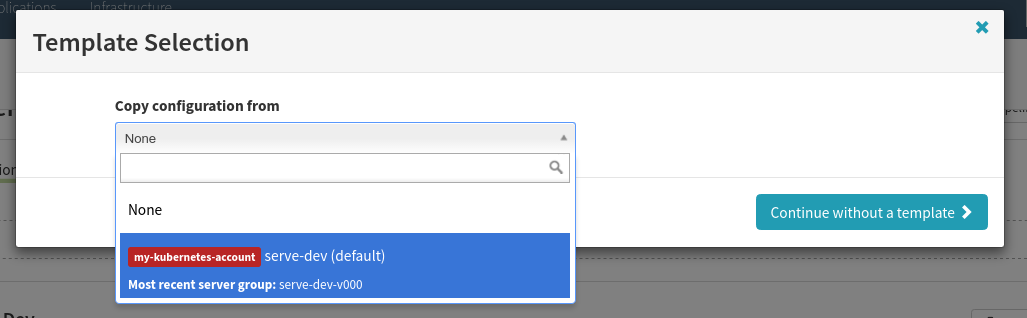 Infrastructure
Template Selection
Copy configuration from
None
None
my-kubernetes-account serve-dev (default)
Most recent server group: serve-dev-v000
Continue without a template